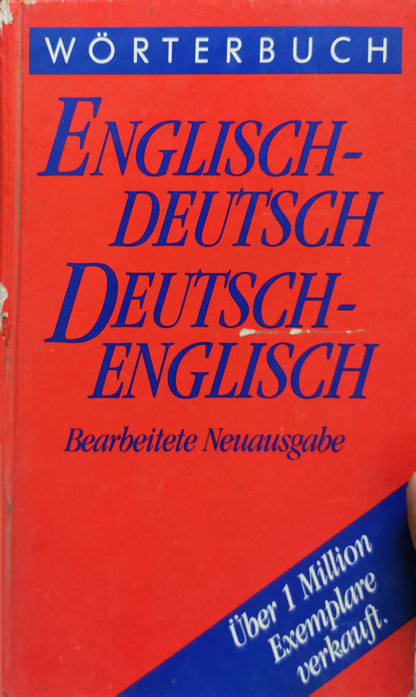 WÖRTERBUCH
ENGLISCH-
DEUTSCH
DEUTSCH-
ENGLISCH
Bearbeitete Neuausgabe
Über 1 Million
Exemplare
verkauft.